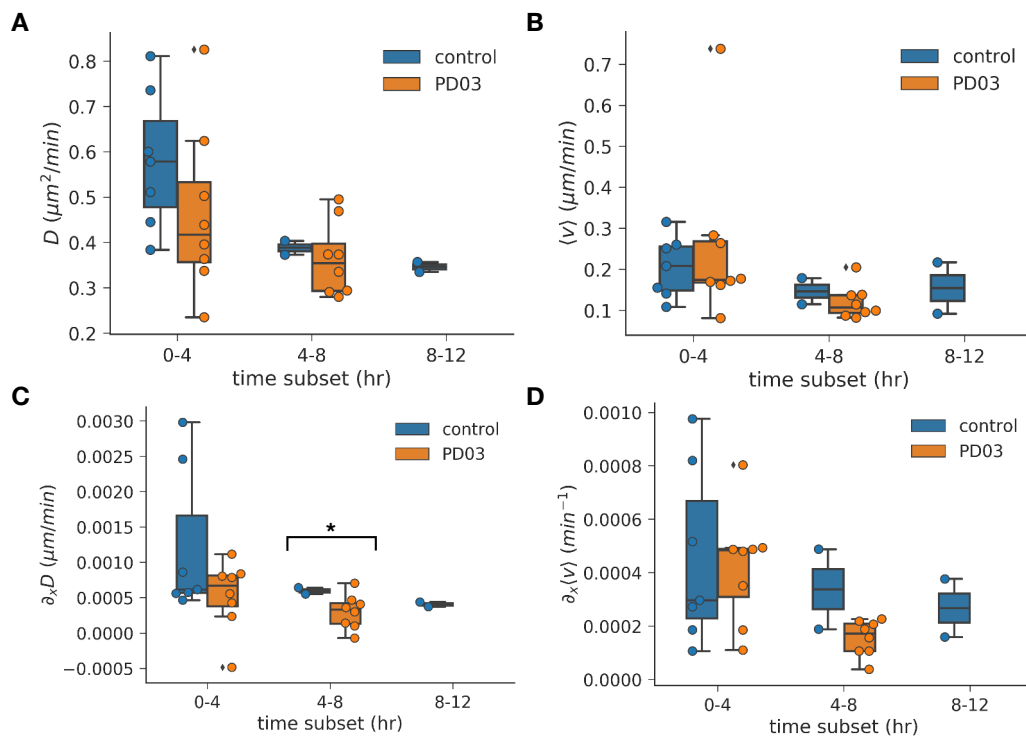 A
D (μm²/min)
0.8
0.7
0.6
0.5
0.4
0.3
0.2
control
PD03
0-4
4-8
8-12
time subset (hr)
B
⟨v⟩ (μm/min)
0.7
0.6
0.5
0.4
0.3
0.2
0.1
control
PD03
0-4
4-8
8-12
time subset (hr)
C
∂ₓD (μm/min)
0.0030
0.0025
0.0020
0.0015
0.0010
0.0005
0.0000
−0.0005
control
PD03
*
0-4
4-8
8-12
time subset (hr)
D
∂ₓ⟨v⟩ (min⁻¹)
0.0010
0.0008
0.0006
0.0004
0.0002
0.0000
control
PD03
0-4
4-8
8-12
time subset (hr)